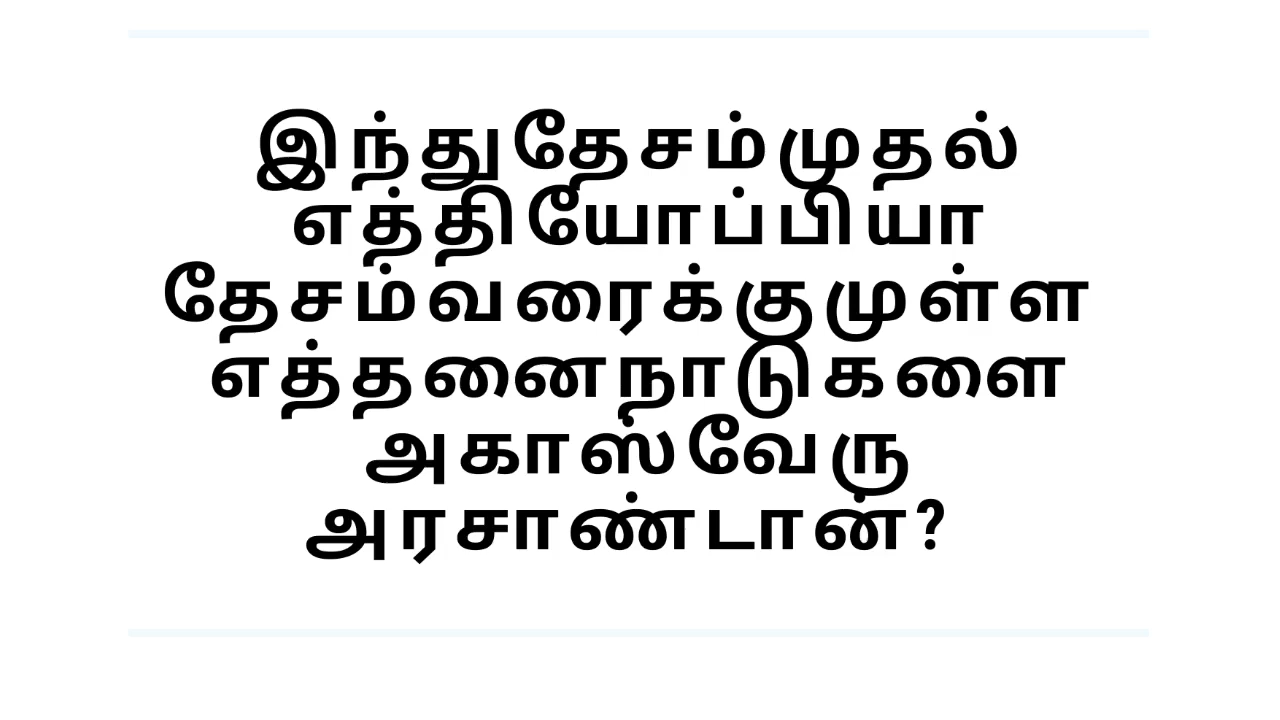 இந்துதேசம்முதல்
எத்தியோப்பியா
தேசம்வரைக்குமுள்ள
எத்தனைநாடுகளை
அகாஸ்வேரு
அரசாண்டான்?